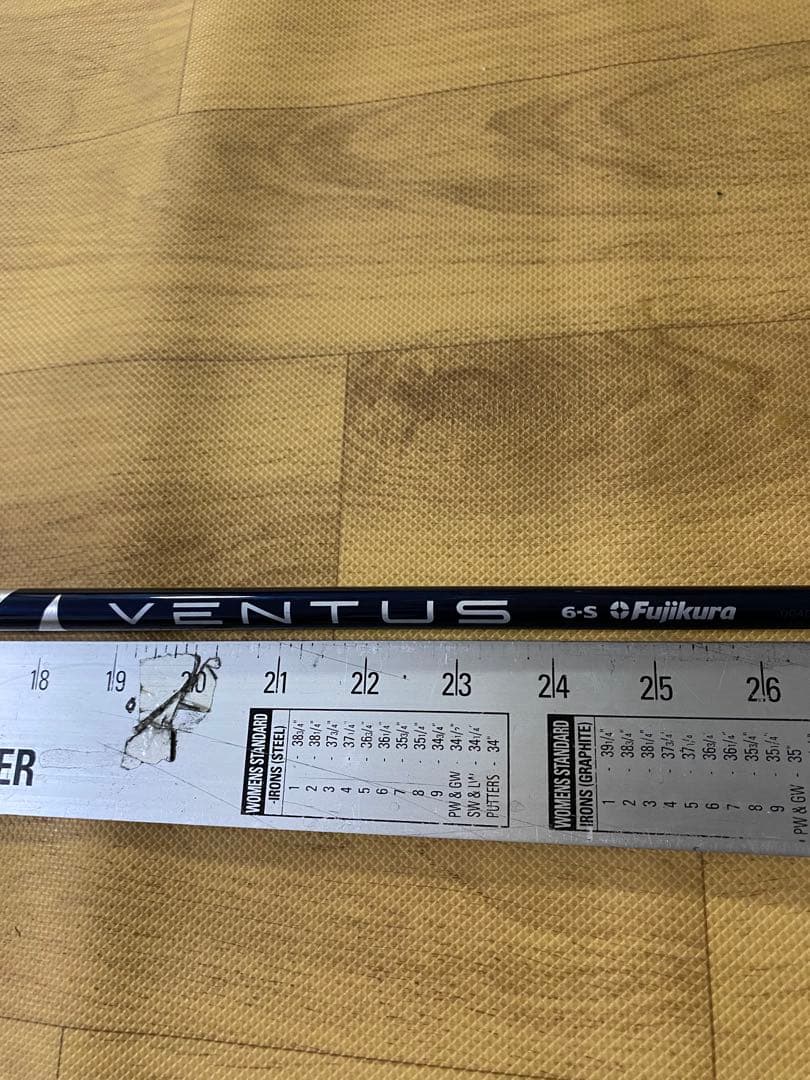 VENTUS 6-S Fujikura
18 19 20 21 22 23 24 25 26
ER
WOMENS STANDARD
-IRONS (STEEL)
1 - 38 3/4"
2 - 38 1/4"
3 - 37 3/4"
4 - 37 1/4"
5 - 36 3/4"
6 - 36 1/4"
7 - 35 3/4"
8 - 35 1/4"
9 - 34 3/4"
PW & GW - 34 1/2"
SW & LW - 34 1/4"
PUTTERS - 34"
WOMENS STANDARD
IRONS (GRAPHITE)
1 - 39 1/4"
2 - 38 3/4"
3 - 38 1/4"
4 - 37 3/4"
5 - 37 1/4"
6 - 36 3/4"
7 - 36 1/4"
8 - 35 3/4"
9 - 35 1/4"
PW & GW - 35"